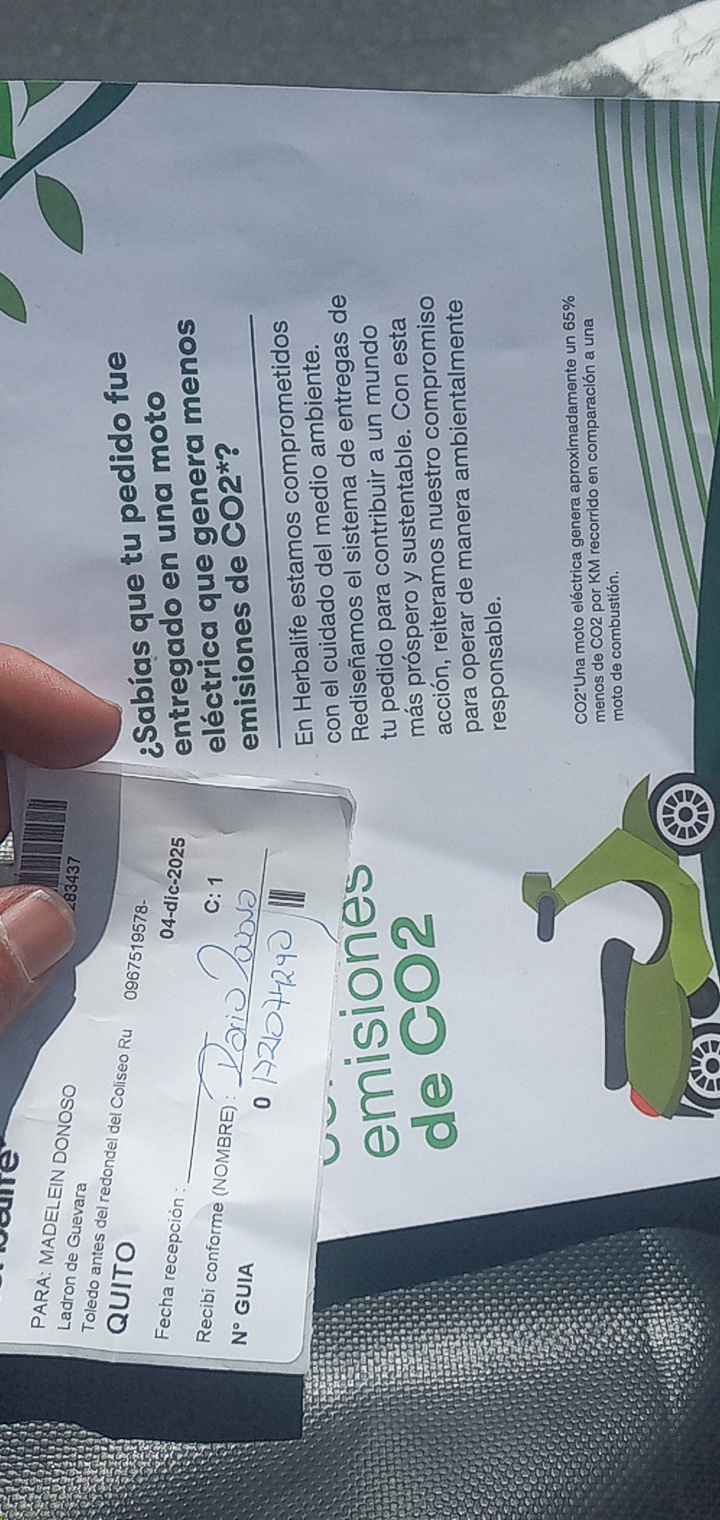 PARA: MADELEIN DONOSO
Ladron de Guevara
Toledo antes del redondel del Coliseo Ru 0967519578-
QUITO
Fecha recepción : 04-dic-2025
Recibí conforme (NOMBRE) : Dario C: 1
N° GUIA 0
283437
¿Sabías que tu pedido fue
entregado en una moto
eléctrica que genera menos
emisiones de CO2*?
En Herbalife estamos comprometidos
con el cuidado del medio ambiente.
Rediseñamos el sistema de entregas de
tu pedido para contribuir a un mundo
más próspero y sustentable. Con esta
acción, reiteramos nuestro compromiso
para operar de manera ambientalmente
responsable.
emisiones
de CO2
CO2*Una moto eléctrica genera aproximadamente un 65%
menos de CO2 por KM recorrido en comparación a una
moto de combustión.